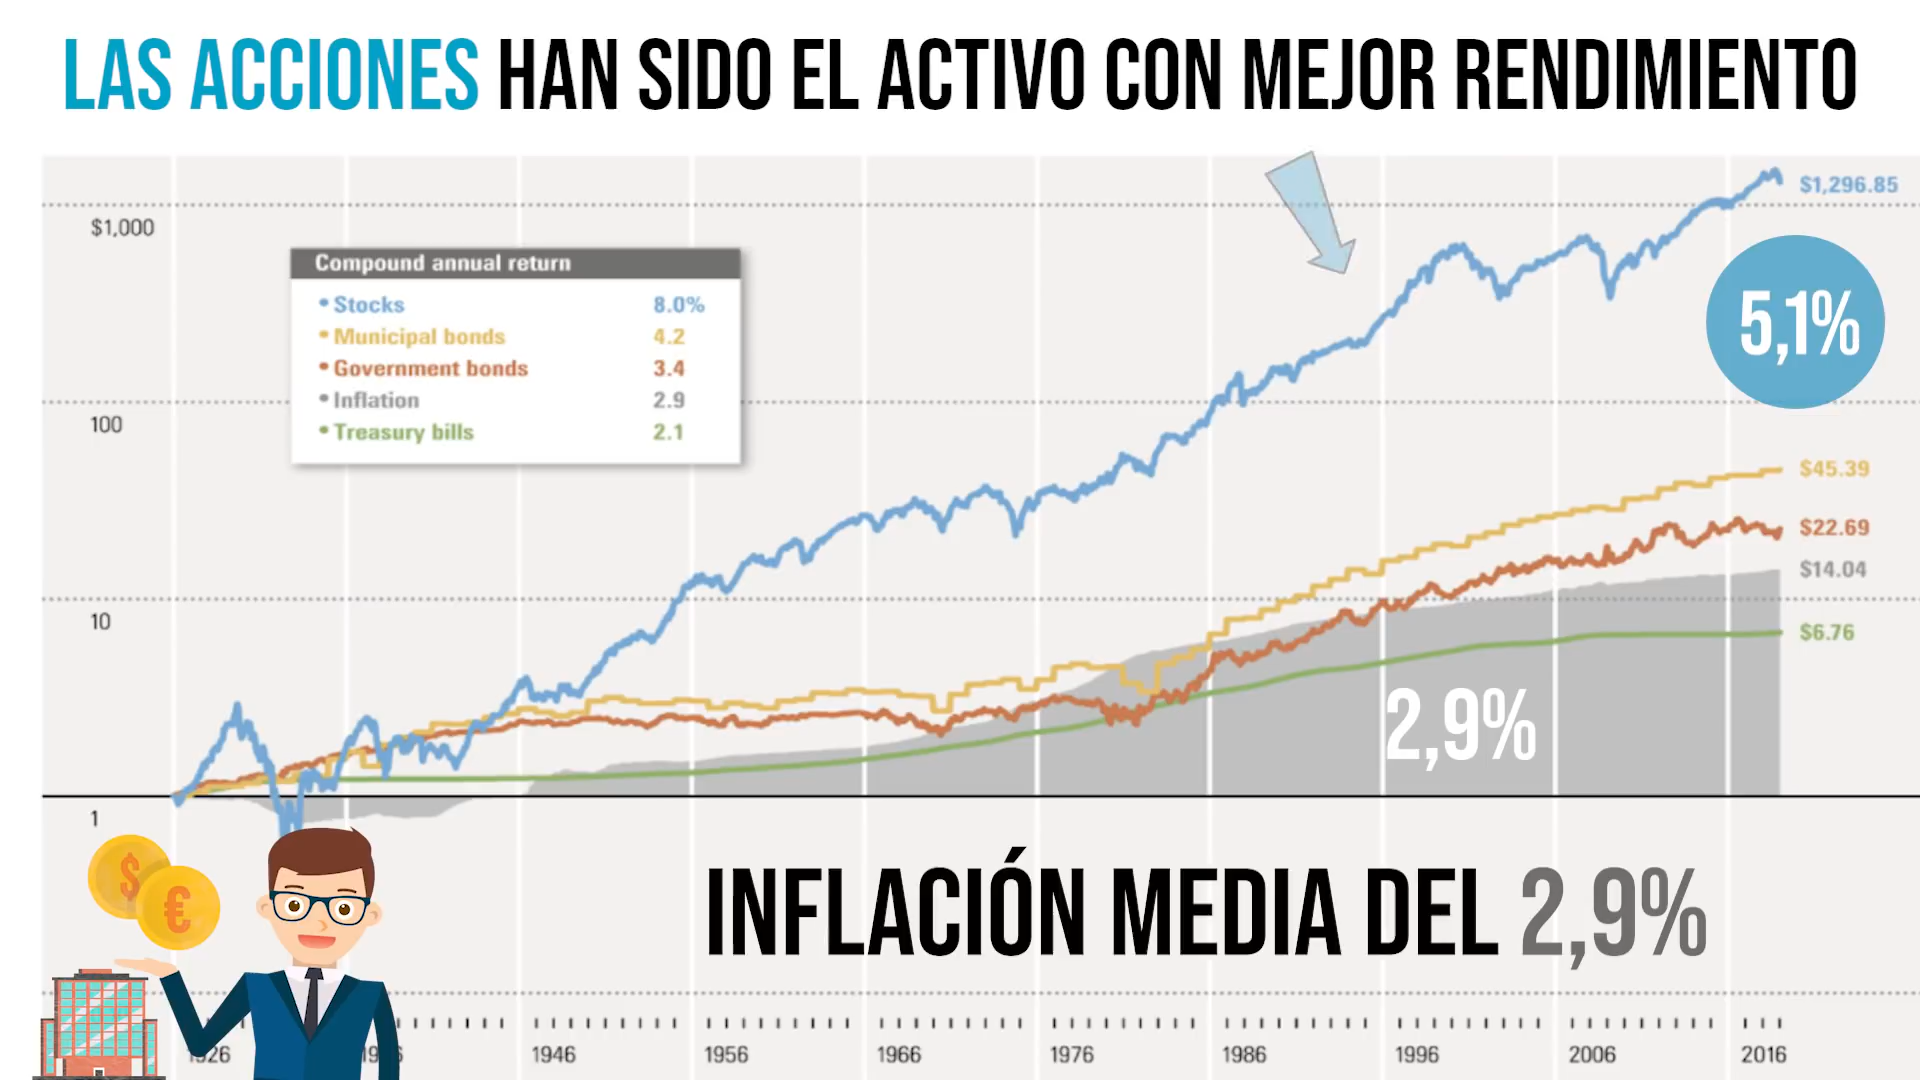 LAS ACCIONES HAN SIDO EL ACTIVO CON MEJOR RENDIMIENTO
$1,296.85
$1,000
Compound annual return
• Stocks 8.0%
• Municipal bonds 4.2
• Government bonds 3.4
• Inflation 2.9
• Treasury bills 2.1
5,1%
100
$45.39
$22.69
$14.04
10
$6.76
2,9%
1
$
€
INFLACIÓN MEDIA DEL 2,9%
1946 1956 1966 1976 1986 1996 2006 2016